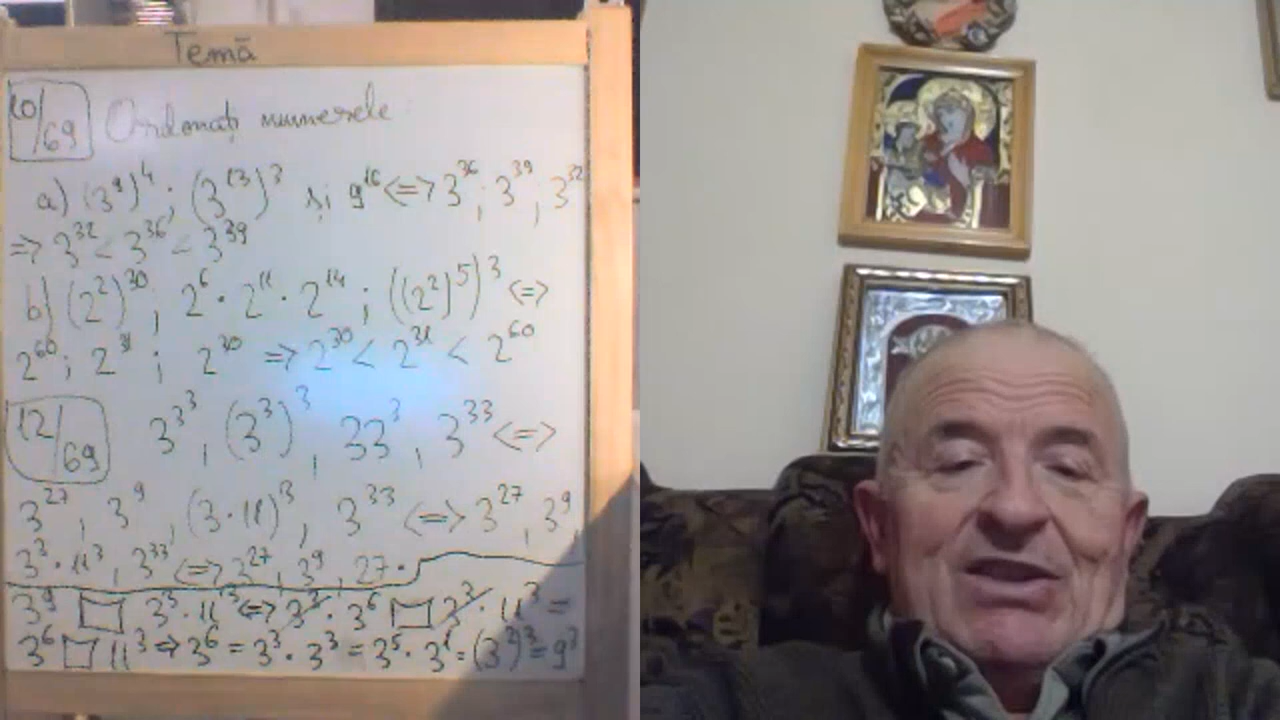 Temă
10/69 Ordonați numerele
a) (3⁹)⁴; (3¹³)³ și 9¹⁶ <=> 3³⁶; 3³⁹; 3³²
=> 3³² < 3³⁶ < 3³⁹
b) (2²)³⁰; 2⁶·2¹¹·2¹⁴; ((2²)⁵)³ <=>
2⁶⁰; 2³¹; 2³⁰ => 2³⁰ < 2³¹ < 2⁶⁰
12/69 3^3^3, (3³)³, 33³, 3³³ <=>
3²⁷, 3⁹, (3·11)³, 3³³ <=> 3²⁷, 3⁹,
3³·11³, 3³³ <=> 3²⁷, 3⁹, 27·
3⁹ □ 3³·11³ <=> 3³·3⁶ □ 3³·11³ =
3⁶ □ 11³ => 3⁶ = 3³·3³ = 3⁵·3¹ = (3²)³ = 9³